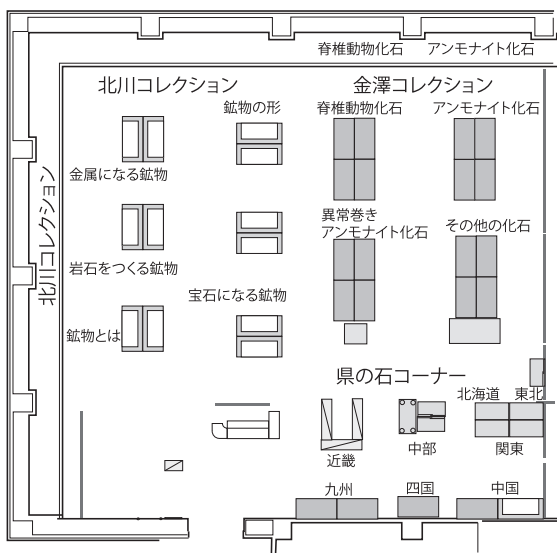 脊椎動物化石 アンモナイト化石
北川コレクション 金澤コレクション
鉱物の形 脊椎動物化石 アンモナイト化石
金属になる鉱物
北川コレクション
異常巻き
アンモナイト化石
その他の化石
岩石をつくる鉱物
宝石になる鉱物
鉱物とは
県の石コーナー
北海道 東北
近畿 中部 関東
九州 四国 中国